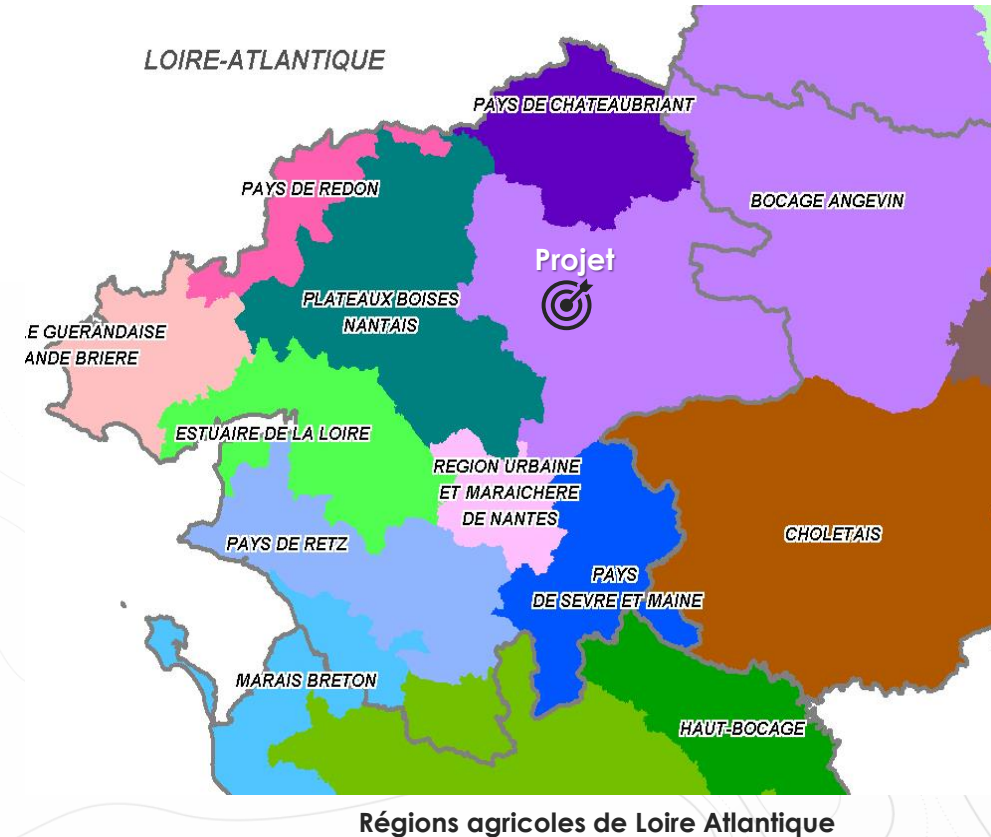 LOIRE-ATLANTIQUE
PAYS DE CHATEAUBRIANT
PAYS DE REDON
BOCAGE ANGEVIN
Projet
PLATEAUX BOISES
NANTAIS
E GUERANDAISE
ANDE BRIERE
ESTUAIRE DE LA LOIRE
REGION URBAINE
ET MARAICHERE
DE NANTES
CHOLETAIS
PAYS DE RETZ
PAYS
DE SEVRE ET MAINE
MARAIS BRETON
HAUT-BOCAGE
Régions agricoles de Loire Atlantique